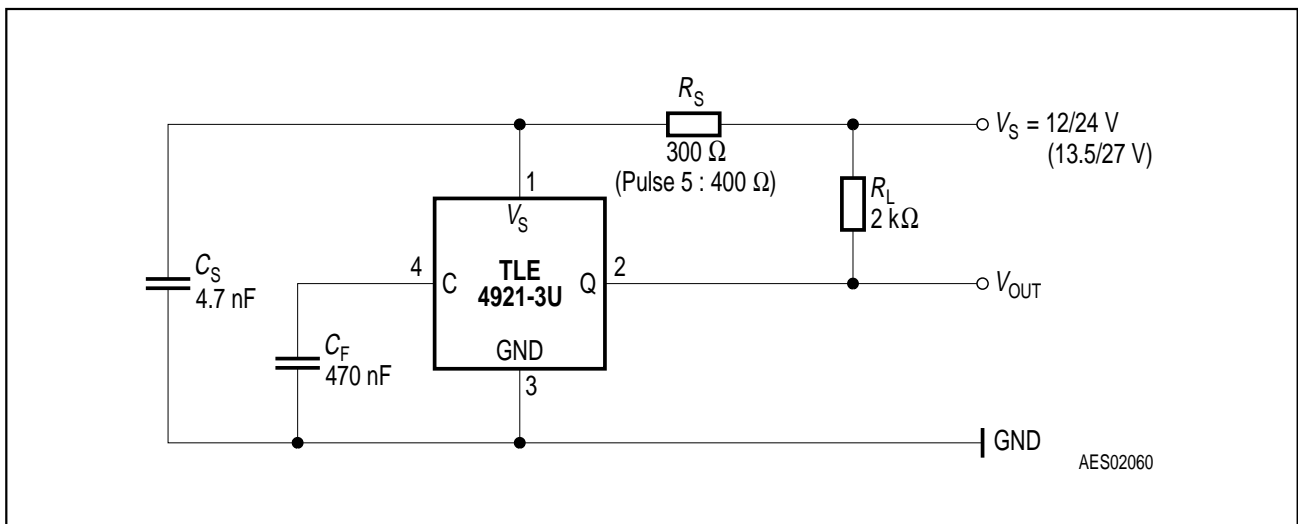 R_S
300 Ω
(Pulse 5 : 400 Ω)
V_S = 12/24 V
(13.5/27 V)
R_L
2 kΩ
1
V_S
C_S
4.7 nF
4
C
TLE
4921-3U
Q
2
V_OUT
C_F
470 nF
GND
3
GND
AES02060